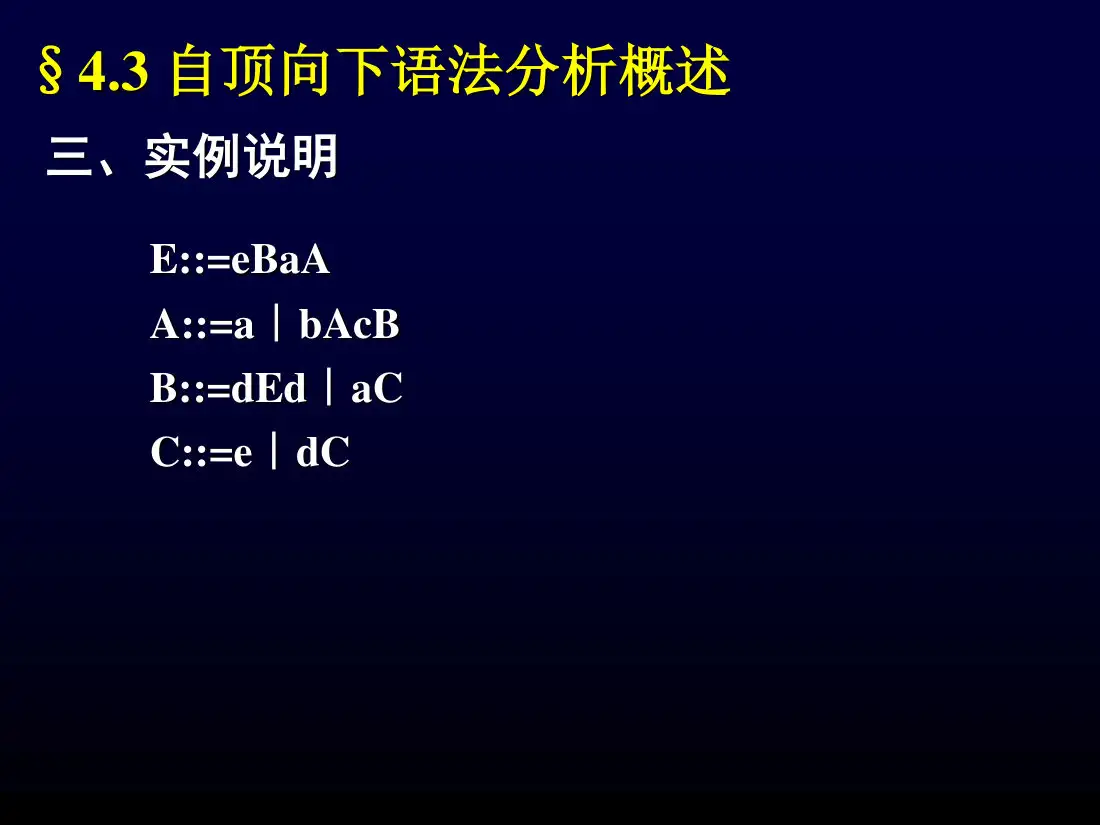 §4.3 自顶向下语法分析概述
三、实例说明
E::=eBaA
A::=a｜bAcB
B::=dEd｜aC
C::=e｜dC